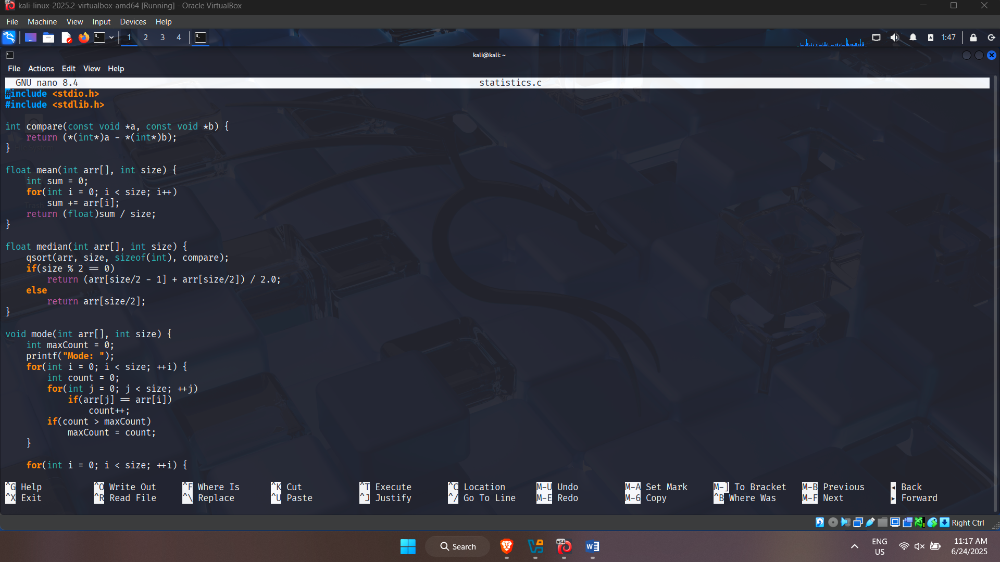 kali-linux-2025.2-virtualbox-amd64 [Running] - Oracle VirtualBox
File Machine View Input Devices Help
1 2 3 4 1:47
kali@kali: ~
File Actions Edit View Help
GNU nano 8.4 statistics.c
#include <stdio.h>
#include <stdlib.h>

int compare(const void *a, const void *b) {
    return (*(int*)a - *(int*)b);
}

float mean(int arr[], int size) {
    int sum = 0;
    for(int i = 0; i < size; i++)
        sum += arr[i];
    return (float)sum / size;
}

float median(int arr[], int size) {
    qsort(arr, size, sizeof(int), compare);
    if(size % 2 == 0)
        return (arr[size/2 - 1] + arr[size/2]) / 2.0;
    else
        return arr[size/2];
}

void mode(int arr[], int size) {
    int maxCount = 0;
    printf("Mode: ");
    for(int i = 0; i < size; ++i) {
        int count = 0;
        for(int j = 0; j < size; ++j)
            if(arr[j] == arr[i])
                count++;
        if(count > maxCount)
            maxCount = count;
    }

    for(int i = 0; i < size; ++i) {

^G Help ^O Write Out ^F Where Is ^K Cut ^T Execute ^C Location M-U Undo M-A Set Mark M-] To Bracket M-B Previous ◂ Back
^X Exit ^R Read File ^\ Replace ^U Paste ^J Justify ^/ Go To Line M-E Redo M-6 Copy ^B Where Was M-F Next ▸ Forward
Right Ctrl
Search
ENG
US
11:17 AM
6/24/2025